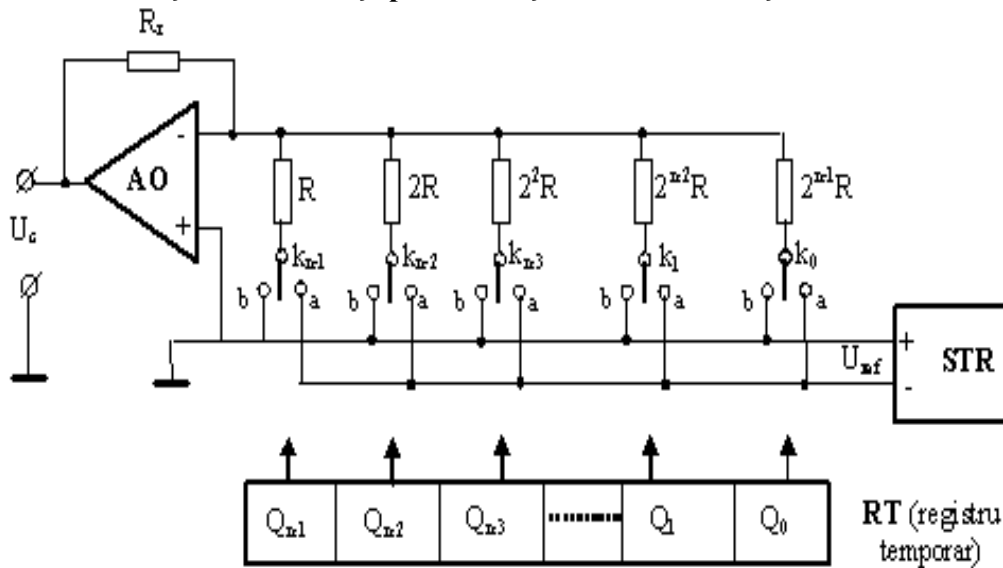 Rr
AO
-
+
Uc
R
2R
2²R
2ⁿ⁻²R
2ⁿ⁻¹R
kn-1
kn-2
kn-3
k1
k0
b
a
b
a
b
a
b
a
b
a
Uref
+
-
STR
Qn-1
Qn-2
Qn-3
Q1
Q0
RT (registru
temporar)